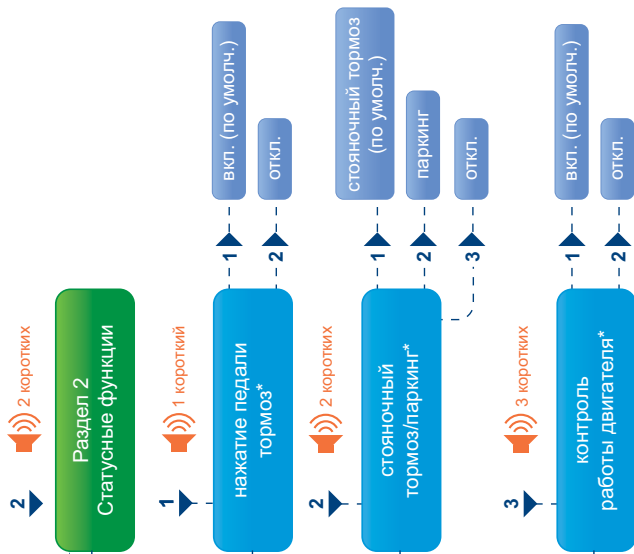 2
2 коротких
Раздел 2
Статусные функции
1
1 короткий
нажатие педали
тормоз*
1
вкл. (по умолч.)
2
откл.
2
2 коротких
стояночный
тормоз/паркинг*
1
стояночный тормоз
(по умолч.)
2
паркинг
3
откл.
3
3 коротких
контроль
работы двигателя*
1
вкл. (по умолч.)
2
откл.